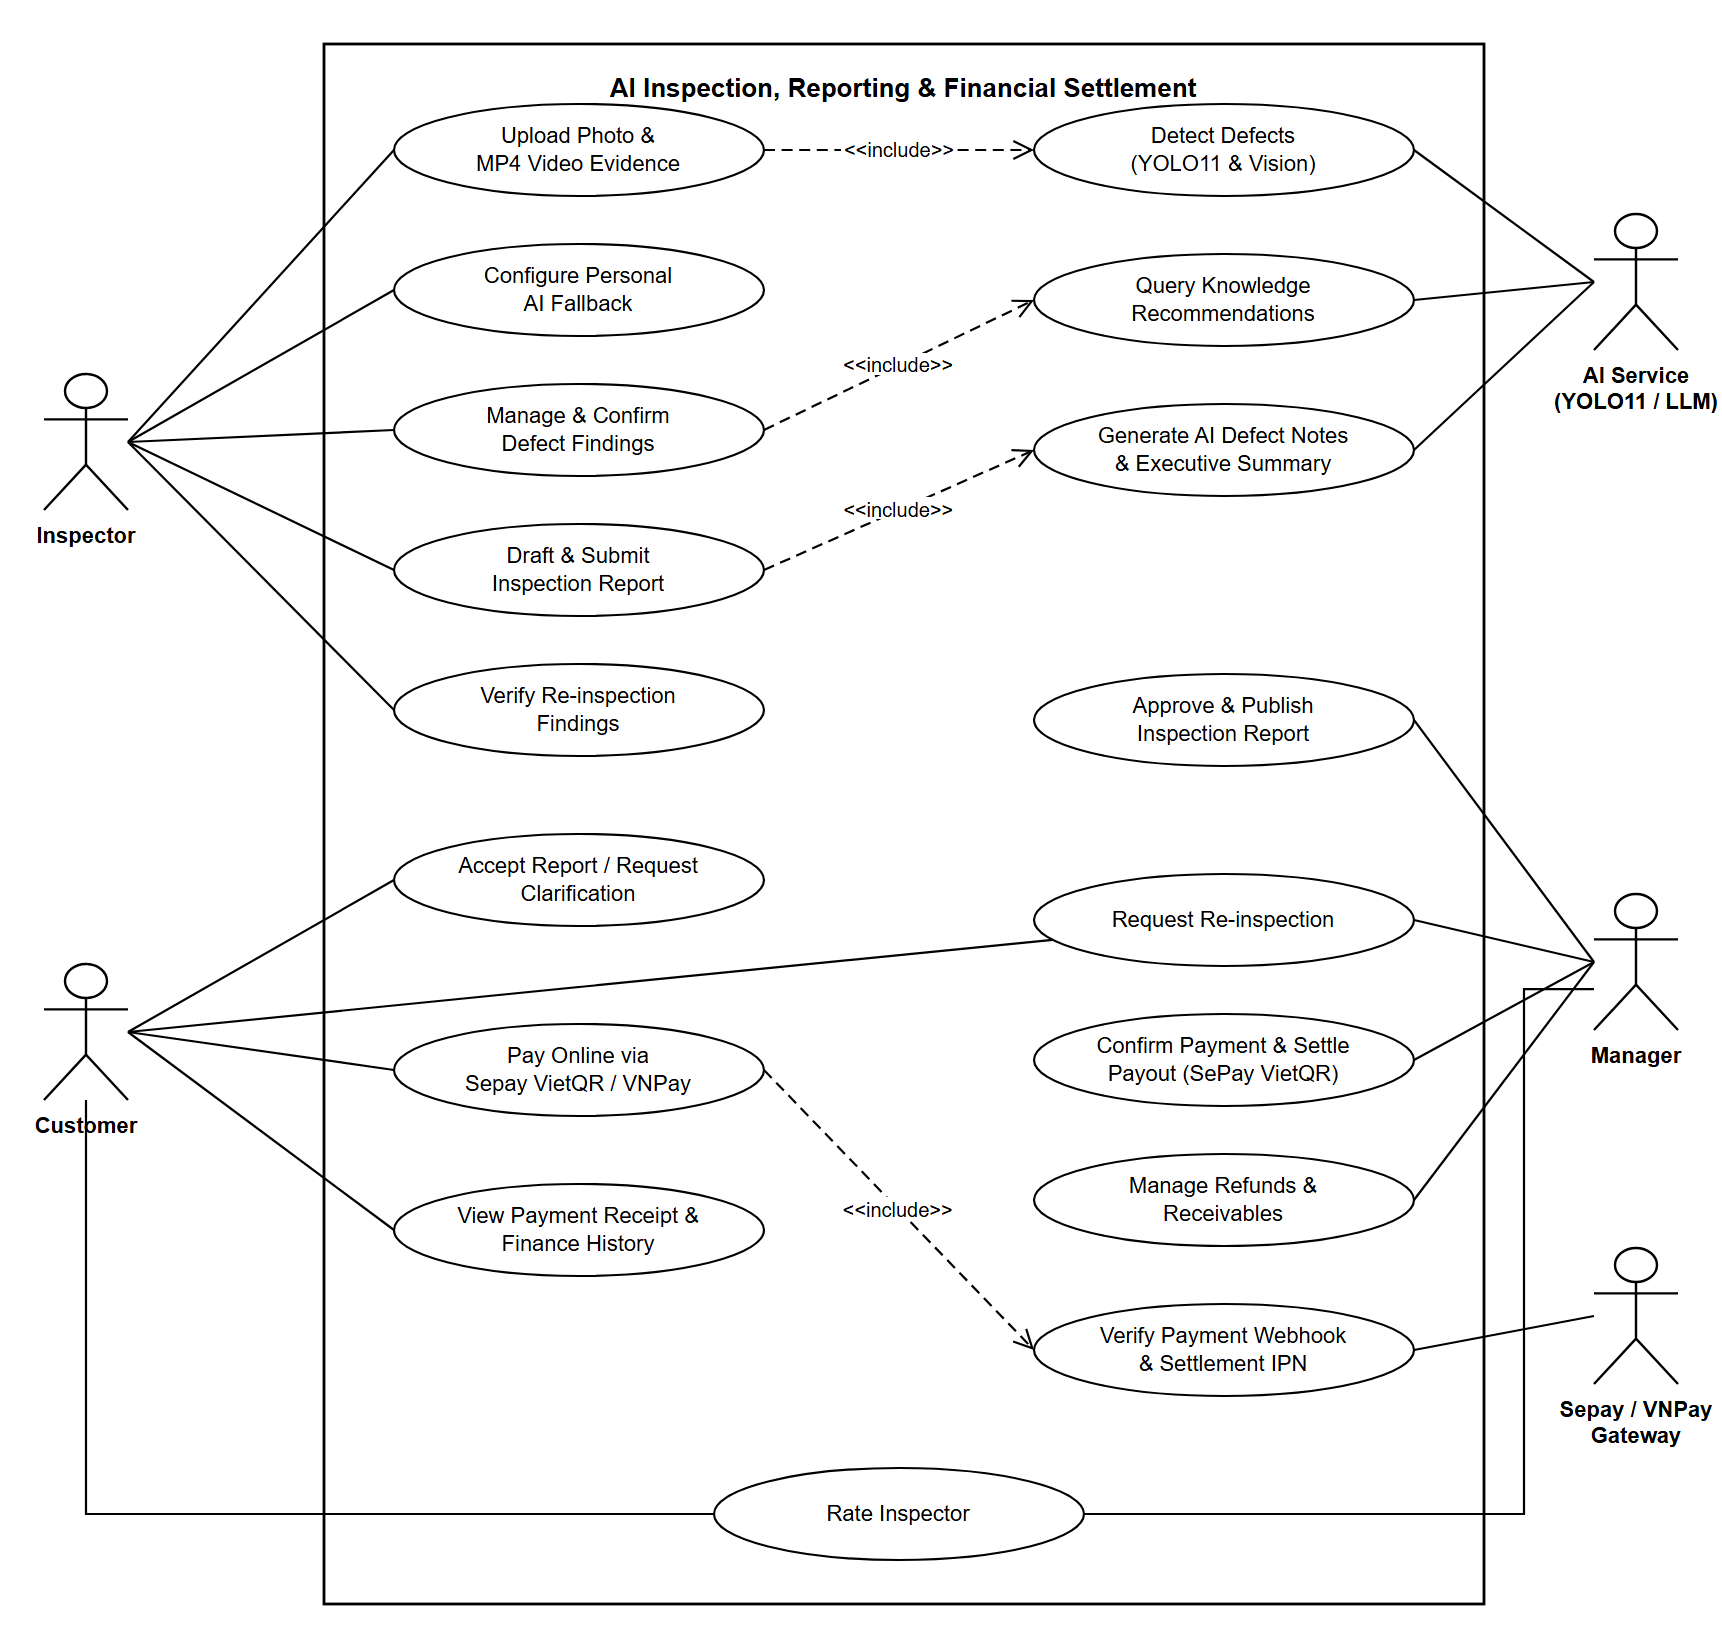 AI Inspection, Reporting & Financial Settlement
Upload Photo &
MP4 Video Evidence
<<include>>
Detect Defects
(YOLO11 & Vision)
Configure Personal
AI Fallback
Query Knowledge
Recommendations
<<include>>
AI Service
(YOLO11 / LLM)
Manage & Confirm
Defect Findings
Generate AI Defect Notes
& Executive Summary
<<include>>
Inspector
Draft & Submit
Inspection Report
Verify Re-inspection
Findings
Approve & Publish
Inspection Report
Accept Report / Request
Clarification
Request Re-inspection
Customer
Pay Online via
Sepay VietQR / VNPay
Confirm Payment & Settle
Payout (SePay VietQR)
Manager
View Payment Receipt &
Finance History
<<include>>
Manage Refunds &
Receivables
Verify Payment Webhook
& Settlement IPN
Sepay / VNPay
Gateway
Rate Inspector